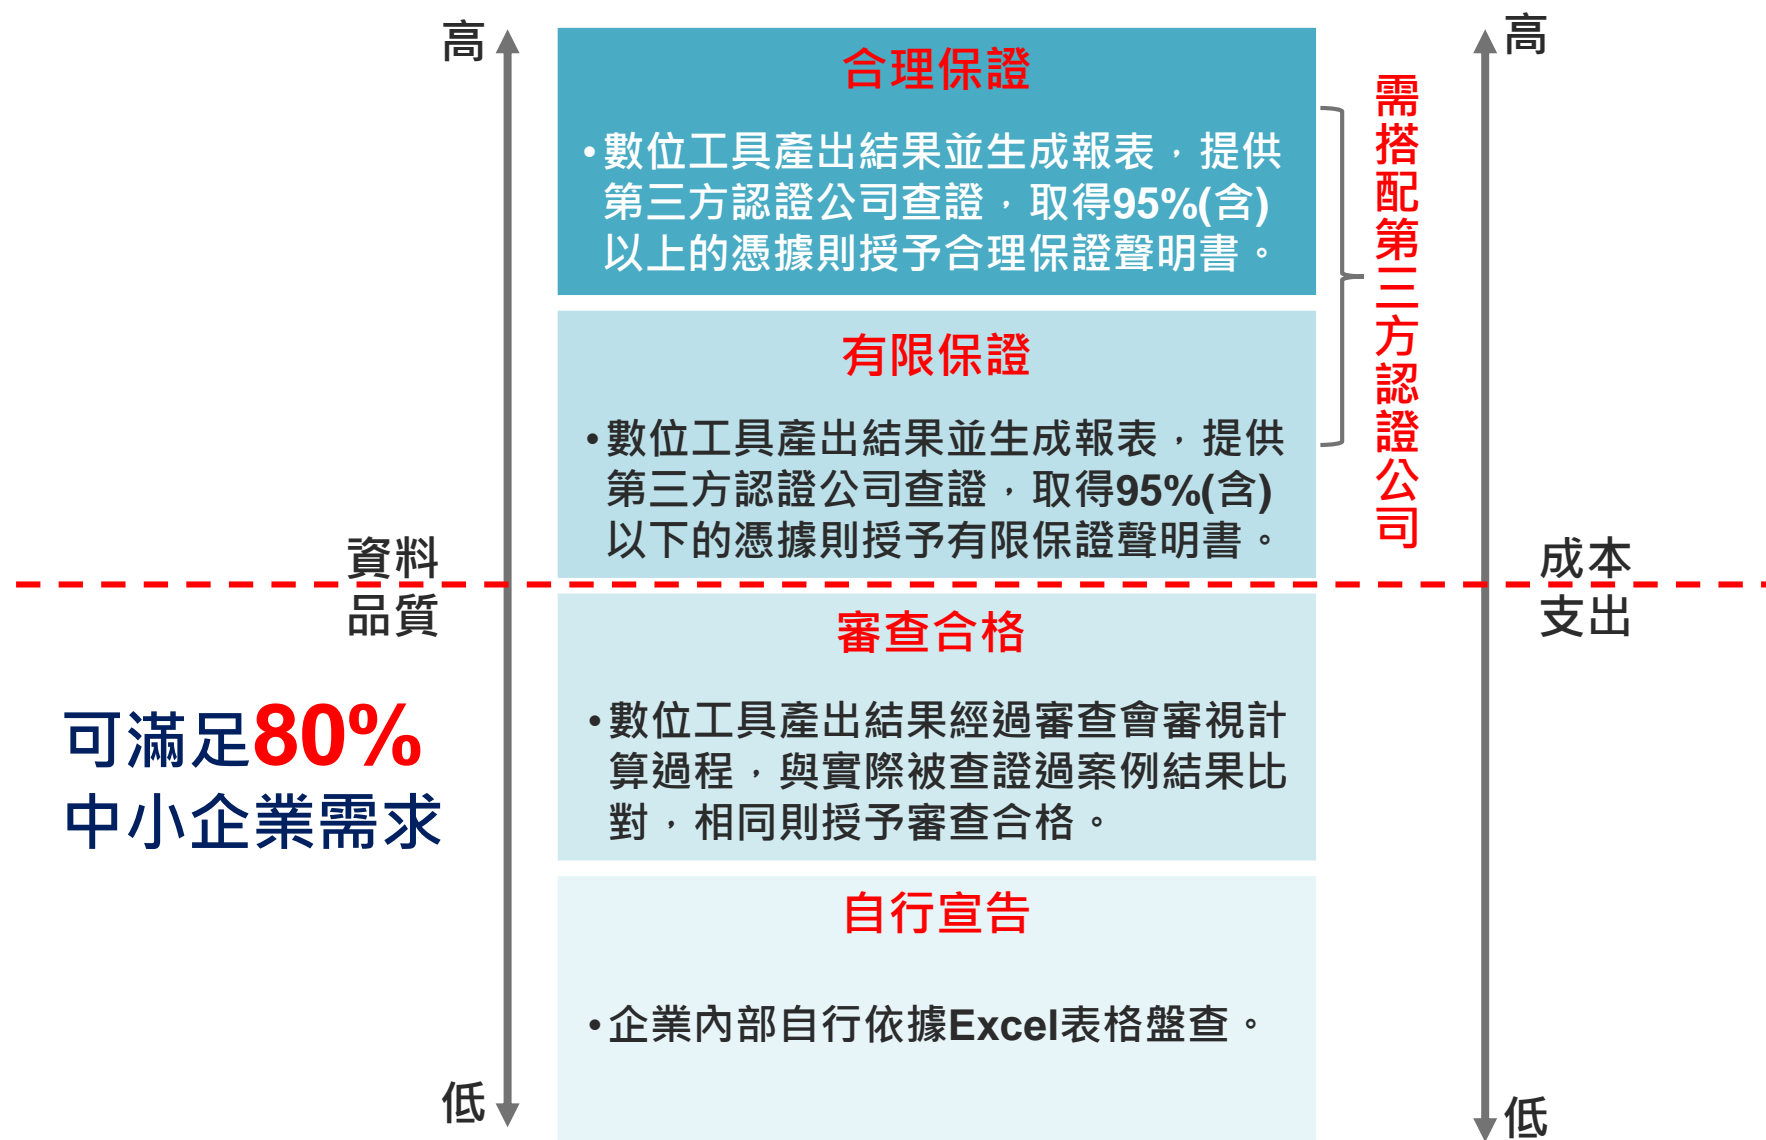 高
高
合理保證
•數位工具產出結果並生成報表，提供
第三方認證公司查證，取得95%(含)
以上的憑據則授予合理保證聲明書。
需搭配第三方認證公司
有限保證
•數位工具產出結果並生成報表，提供
第三方認證公司查證，取得95%(含)
以下的憑據則授予有限保證聲明書。
資料
品質
成本
支出
審查合格
•數位工具產出結果經過審查會審視計
算過程，與實際被查證過案例結果比
對，相同則授予審查合格。
可滿足80%
中小企業需求
自行宣告
•企業內部自行依據Excel表格盤查。
低
低